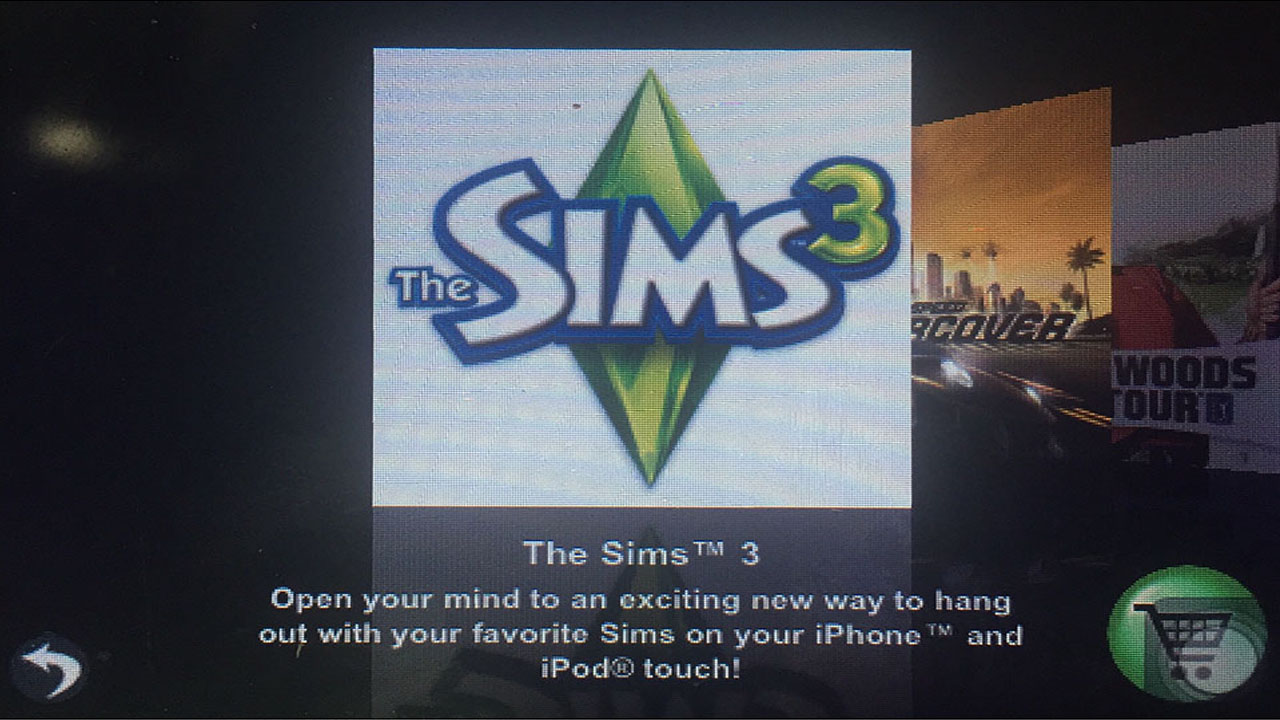 The SIMS 3
RCOVER
WOODS
TOUR
The Sims™ 3
Open your mind to an exciting new way to hang
out with your favorite Sims on your iPhone™ and
iPod® touch!